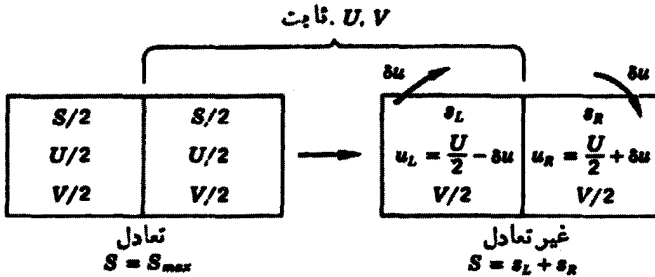 ثابت. U, V
δu δu
S/2 S/2 s_L s_R
U/2 U/2 u_L = U/2 − δu u_R = U/2 + δu
V/2 V/2 V/2 V/2
تعادل غیر تعادل
S = S_max S = s_L + s_R